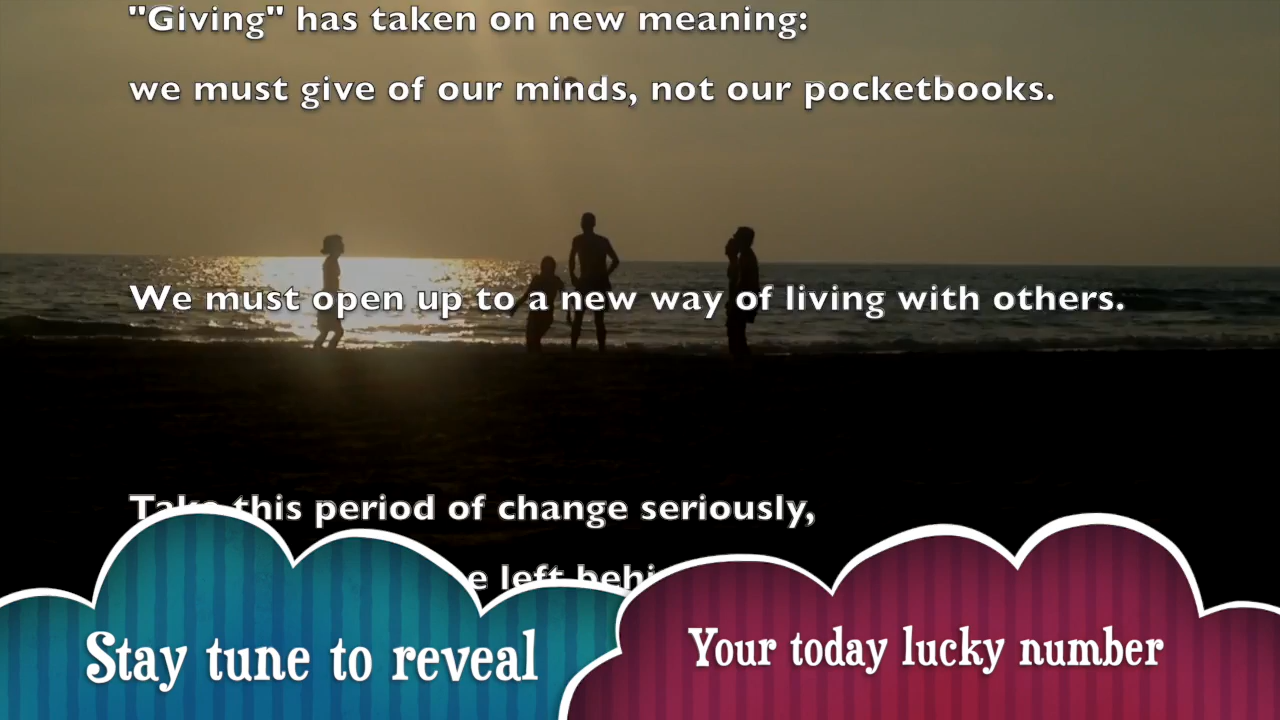 "Giving" has taken on new meaning:
we must give of our minds, not our pocketbooks.
We must open up to a new way of living with others.
Take this period of change seriously,
left
Stay tune to reveal
Your today lucky number